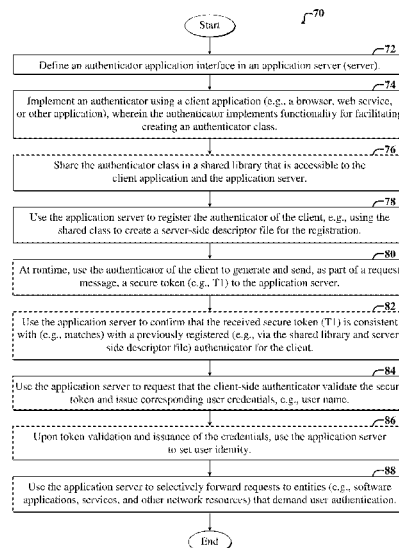 70
Start
72
Define an authenticator application interface in an application server (server).
74
Implement an authenticator using a client application (e.g., a browser, web service,
or other application), wherein the authenticator implements functionality for facilitating
creating an authenticator class.
76
Share the authenticator class in a shared library that is accessible to the
client application and the application server.
78
Use the application server to register the authenticator of the client, e.g., using the
shared class to create a server-side descriptor file for the registration.
80
At runtime, use the authenticator of the client to generate and send, as part of a request
message, a secure token (e.g., T1) to the application server.
82
Use the application server to confirm that the received secure token (T1) is consistent
with (e.g., matches) with a previously registered (e.g., via the shared library and server
side descriptor file) authenticator for the client.
84
Use the application server to request that the client-side authenticator validate the secur
token and issue corresponding user credentials, e.g., user name.
86
Upon token validation and issuance of the credentials, use the application server
to set user identity.
88
Use the application server to selectively forward requests to entities (e.g., software
applications, services, and other network resources) that demand user authentication.
End